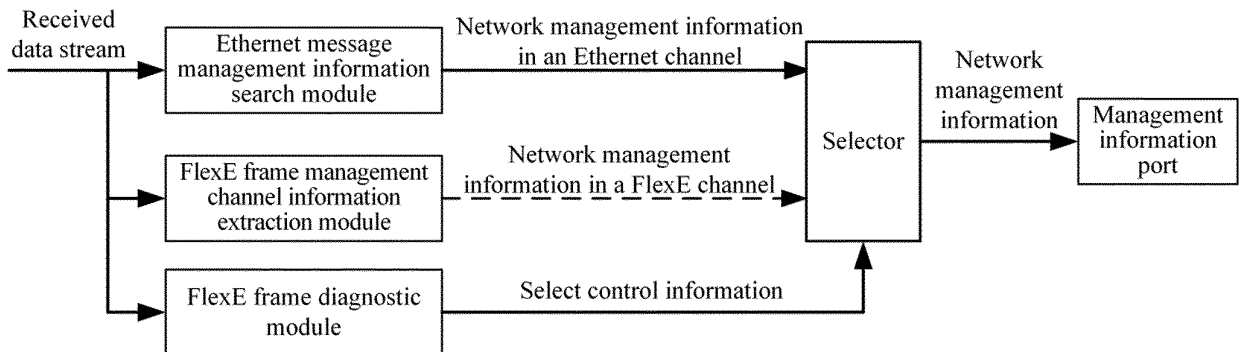 Received
data stream
Ethernet message
management information
search module
Network management information
in an Ethernet channel
FlexE frame management
channel information
extraction module
Network management
information in a FlexE channel
FlexE frame diagnostic
module
Select control information
Selector
Network
management
information
Management
information
port